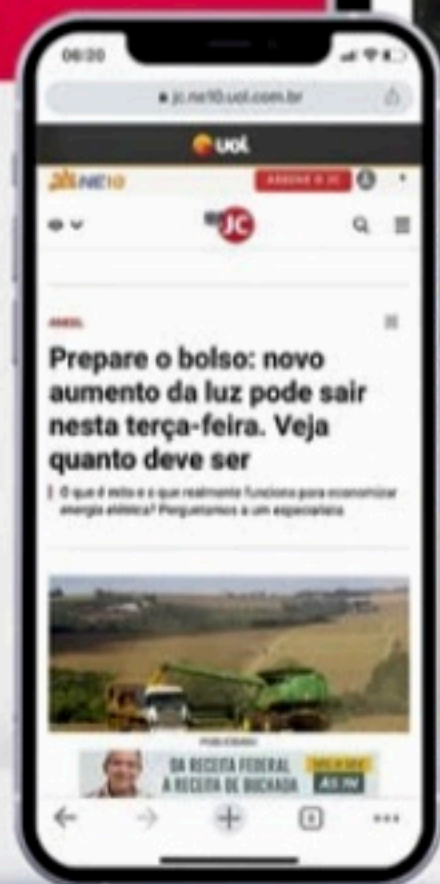 06:20
jc.ne10.uol.com.br
UOL
NE10
ASSINE O JC
JC
ANEEL
Prepare o bolso: novo
aumento da luz pode sair
nesta terça-feira. Veja
quanto deve ser
O que é mito e o que realmente funciona para economizar
energia elétrica? Perguntamos a um especialista
PUBLICIDADE
DA RECEITA FEDERAL
A RECEITA DE BUCHADA